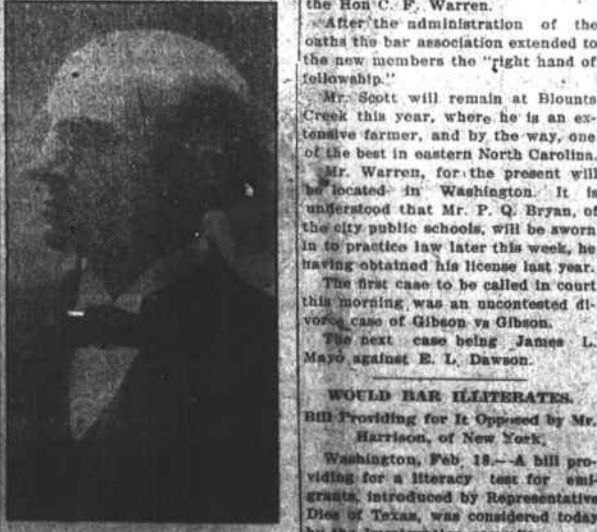 the Hon C. F. Warren.
After the administration of the
oaths the bar association extended to
the new members the "right hand of
fellowship."
Mr. Scott will remain at Blounts
Creek this year, where he is an ex-
tensive farmer, and by the way, one
of the best in eastern North Carolina.
Mr. Warren, for the present will
be located in Washington. It is
understood that Mr. P. Q. Bryan, of
the city public schools, will be sworn
in to practice law later this week, he
having obtained his license last year.
The first case to be called in court
this morning was an uncontested di-
vorce case of Gibson vs Gibson.
The next case being James L.
Mayo against E. L. Dawson.
WOULD BAR ILLITERATES.
Bill Providing for It Opposed by Mr.
Harrison, of New York.
Washington, Feb. 18.—A bill pro-
viding for a literacy test for emi-
grants, introduced by Representative
Dies of Texas, was considered today
by the